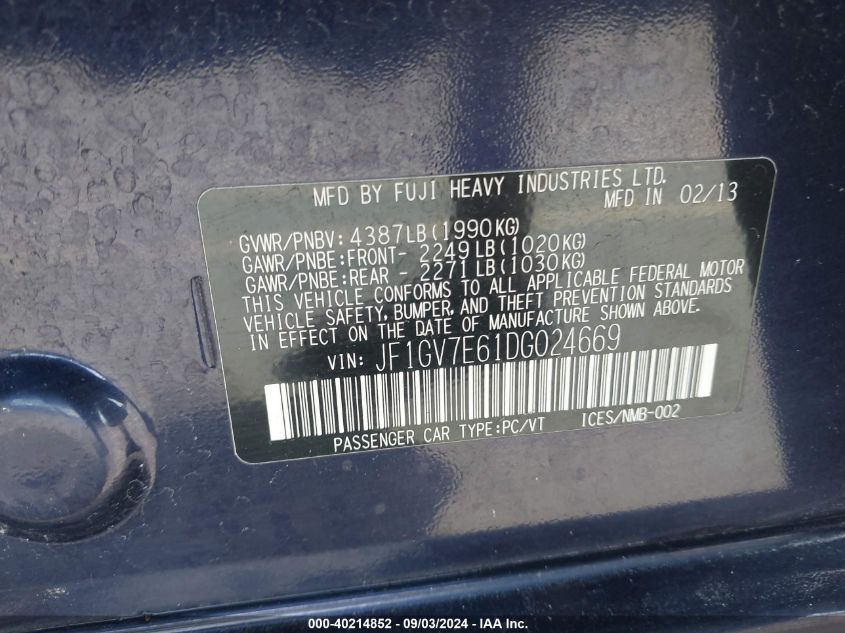 MFD BY FUJI HEAVY INDUSTRIES LTD.
MFD IN 02/13
GVWR/PNBV: 4387LB(1990KG)
GAWR/PNBE:FRONT- 2249LB(1020KG)
GAWR/PNBE:REAR - 2271LB(1030KG)
THIS VEHICLE CONFORMS TO ALL APPLICABLE FEDERAL MOTOR
VEHICLE SAFETY, BUMPER, AND THEFT PREVENTION STANDARDS
IN EFFECT ON THE DATE OF MANUFACTURE SHOWN ABOVE.
VIN: JF1GV7E61DG024669
PASSENGER CAR TYPE:PC/VT ICES/NMB-002
000-40214852 - 09/03/2024 - IAA Inc.